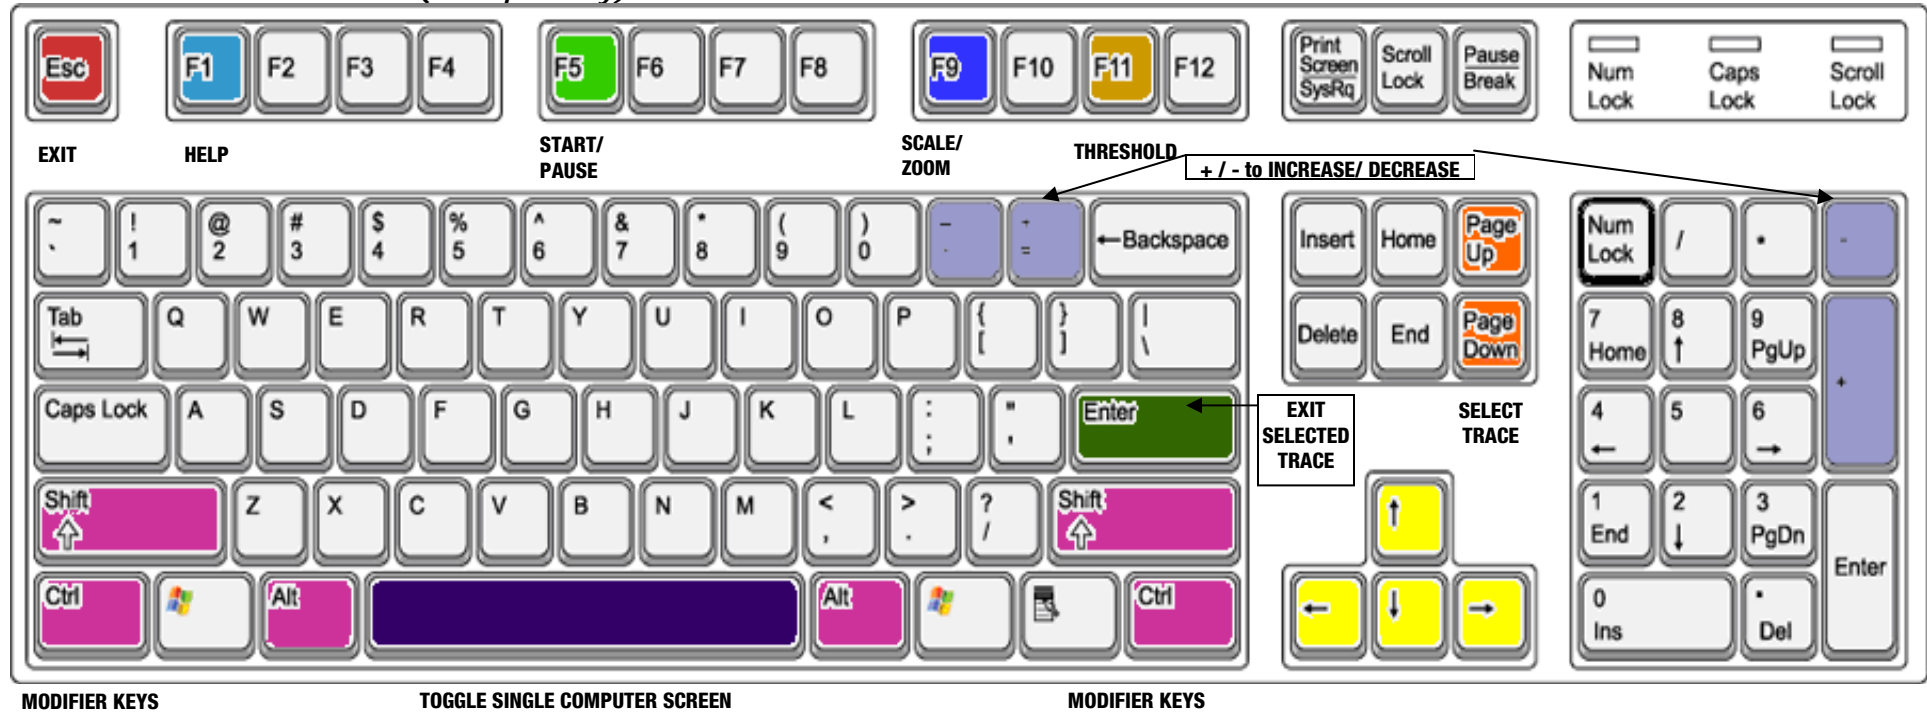 Esc F1 F2 F3 F4 F5 F6 F7 F8 F9 F10 F11 F12
Print
Screen
SysRq
Scroll
Lock
Pause
Break
Num
Lock
Caps
Lock
Scroll
Lock
EXIT
HELP
START/
PAUSE
SCALE/
ZOOM
THRESHOLD
+ / - to INCREASE/ DECREASE
~ ! @ # $ % ^ & * ( ) – +
` 1 2 3 4 5 6 7 8 9 0 - =
←Backspace
Insert Home
Page
Up
Num
Lock
/ * -
Tab Q W E R T Y U I O P { } |
[ ] \
Delete End
Page
Down
7 8 9
Home ↑ PgUp
+
Caps Lock A S D F G H J K L : "
; '
Enter
EXIT
SELECTED
TRACE
SELECT
TRACE
4 5 6
← →
Shift Z X C V B N M < > ? Shift
, . /
↑
1 2 3
End ↓ PgDn
Enter
Ctrl Alt Alt Ctrl
← ↓ →
0 .
Ins Del
MODIFIER KEYS
TOGGLE SINGLE COMPUTER SCREEN
MODIFIER KEYS